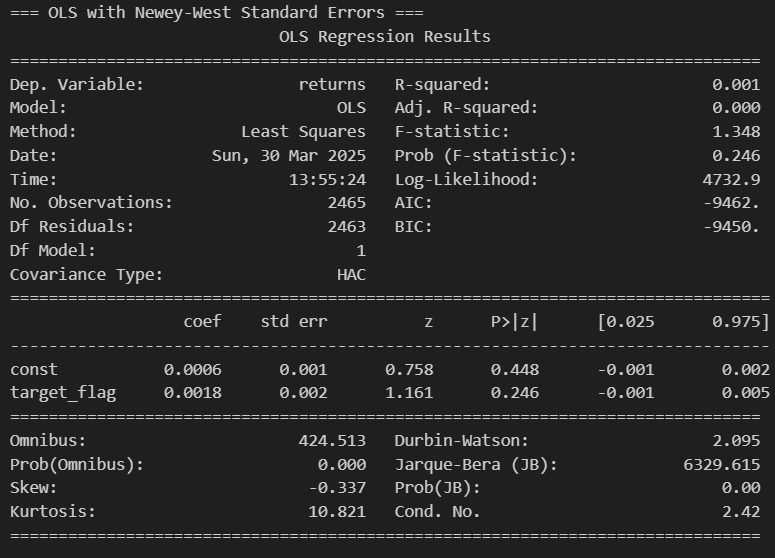 === OLS with Newey-West Standard Errors ===
                            OLS Regression Results
==============================================================================
Dep. Variable:                returns   R-squared:                       0.001
Model:                            OLS   Adj. R-squared:                  0.000
Method:                 Least Squares   F-statistic:                     1.348
Date:                Sun, 30 Mar 2025   Prob (F-statistic):              0.246
Time:                        13:55:24   Log-Likelihood:                 4732.9
No. Observations:                2465   AIC:                            -9462.
Df Residuals:                    2463   BIC:                            -9450.
Df Model:                           1
Covariance Type:                  HAC
===============================================================================
                  coef    std err          z      P>|z|      [0.025      0.975]
-------------------------------------------------------------------------------
const           0.0006      0.001      0.758      0.448      -0.001       0.002
target_flag     0.0018      0.002      1.161      0.246      -0.001       0.005
==============================================================================
Omnibus:                      424.513   Durbin-Watson:                   2.095
Prob(Omnibus):                  0.000   Jarque-Bera (JB):             6329.615
Skew:                          -0.337   Prob(JB):                         0.00
Kurtosis:                      10.821   Cond. No.                         2.42
==============================================================================